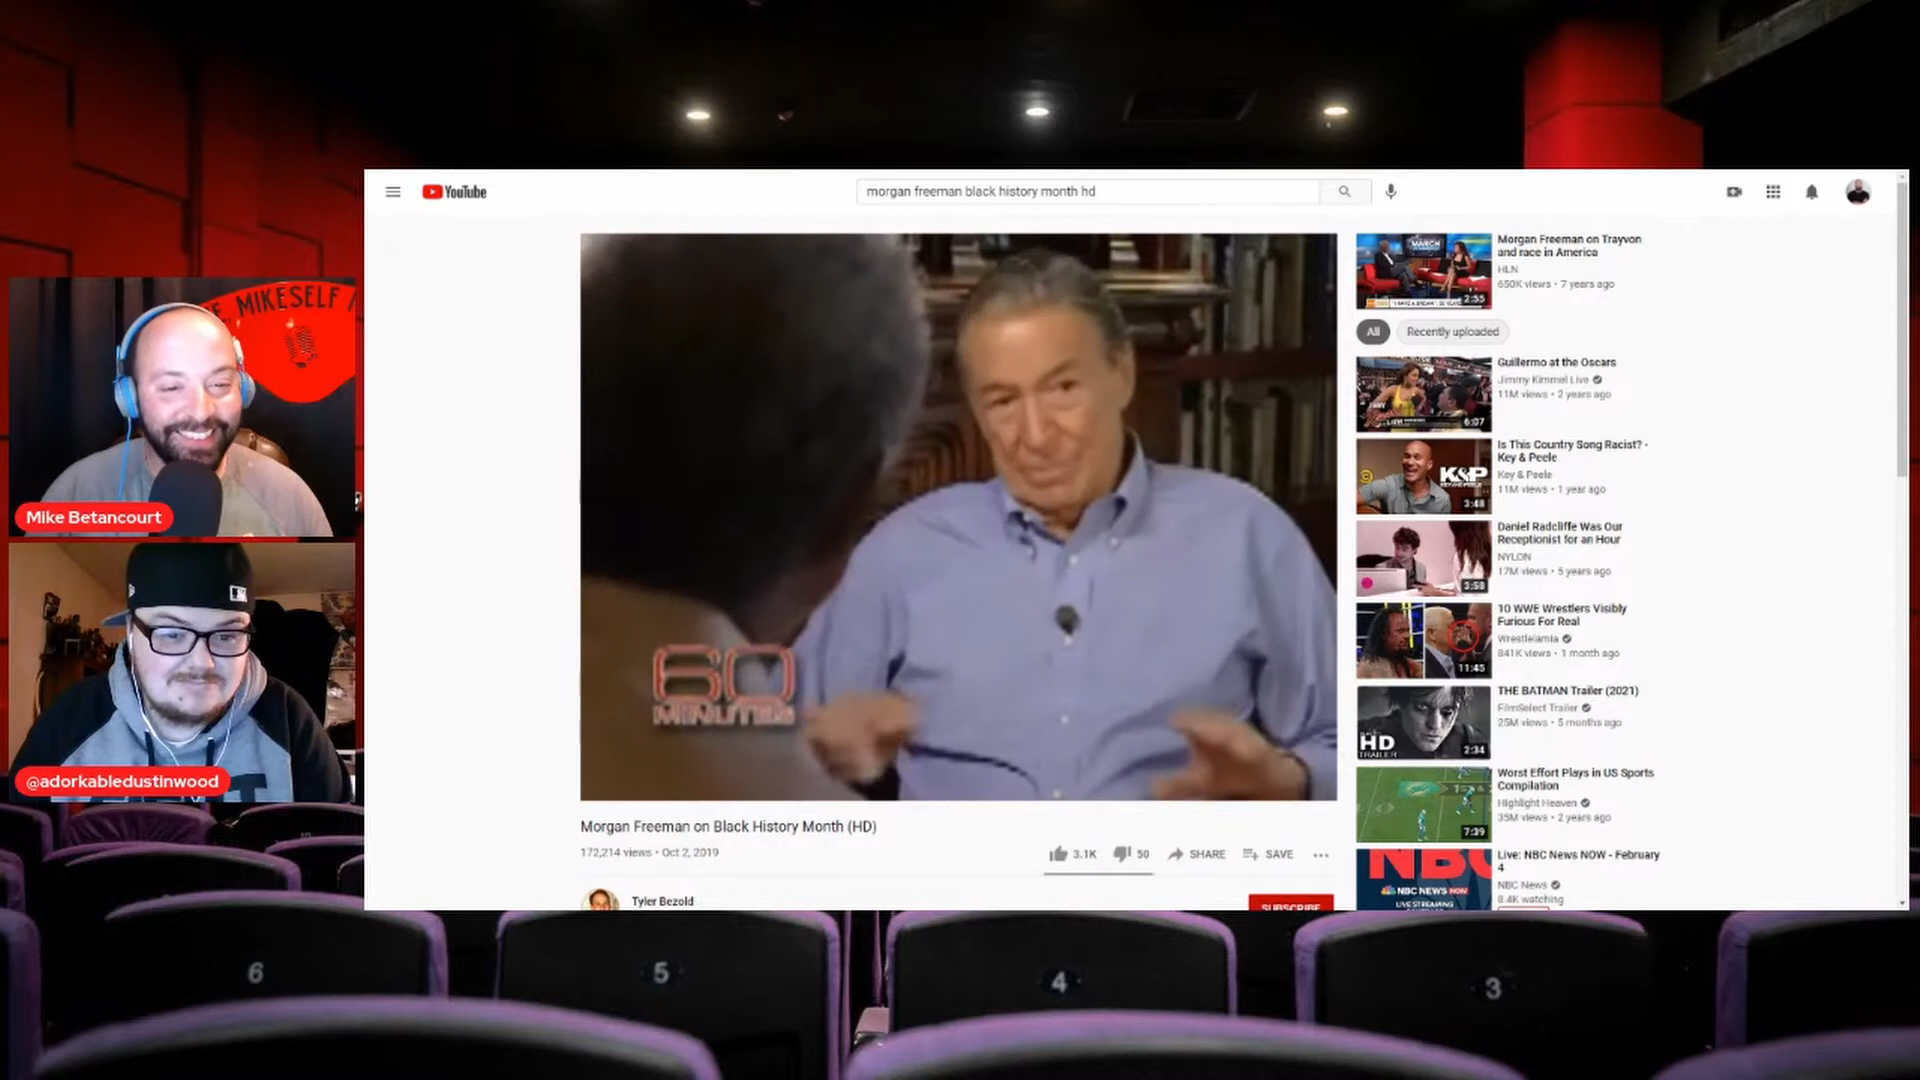 YouTube
morgan freeman black history month hd
E. MIKESELF
Mike Betancourt
@adorkabledustinwood
60
MINUTES
Morgan Freeman on Black History Month (HD)
172,214 views • Oct 2, 2019
3.1K
50
SHARE
SAVE
Tyler Bezold
SUBSCRIBE
MARCH
2:55
Morgan Freeman on Trayvon
and race in America
HLN
650K views • 7 years ago
All
Recently uploaded
6:07
Guillermo at the Oscars
Jimmy Kimmel Live
11M views • 2 years ago
K&P
3:48
Is This Country Song Racist? -
Key & Peele
Key & Peele
11M views • 1 year ago
3:58
Daniel Radcliffe Was Our
Receptionist for an Hour
NYLON
17M views • 5 years ago
11:45
10 WWE Wrestlers Visibly
Furious For Real
Wrestlelamia
841K views • 1 month ago
HD
TRAILER
2:34
THE BATMAN Trailer (2021)
FilmSelect Trailer
25M views • 5 months ago
7:39
Worst Effort Plays in US Sports
Compilation
Highlight Heaven
35M views • 2 years ago
NBC
NBC NEWS NOW
LIVE STREAMING
Live: NBC News NOW - February
4
NBC News
8.4K watching
6
5
4
3